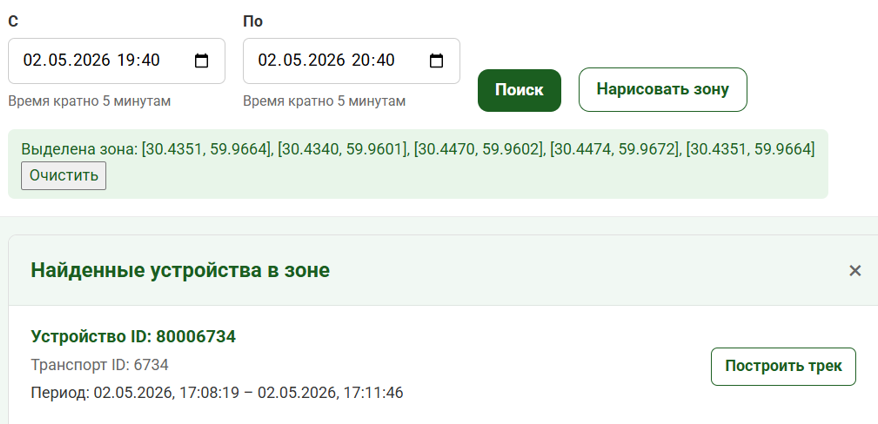 С
По
02.05.2026 19:40
02.05.2026 20:40
Поиск
Нарисовать зону
Время кратно 5 минутам
Время кратно 5 минутам
Выделена зона: [30.4351, 59.9664], [30.4340, 59.9601], [30.4470, 59.9602], [30.4474, 59.9672], [30.4351, 59.9664]
Очистить
Найденные устройства в зоне
×
Устройство ID: 80006734
Транспорт ID: 6734
Построить трек
Период: 02.05.2026, 17:08:19 – 02.05.2026, 17:11:46